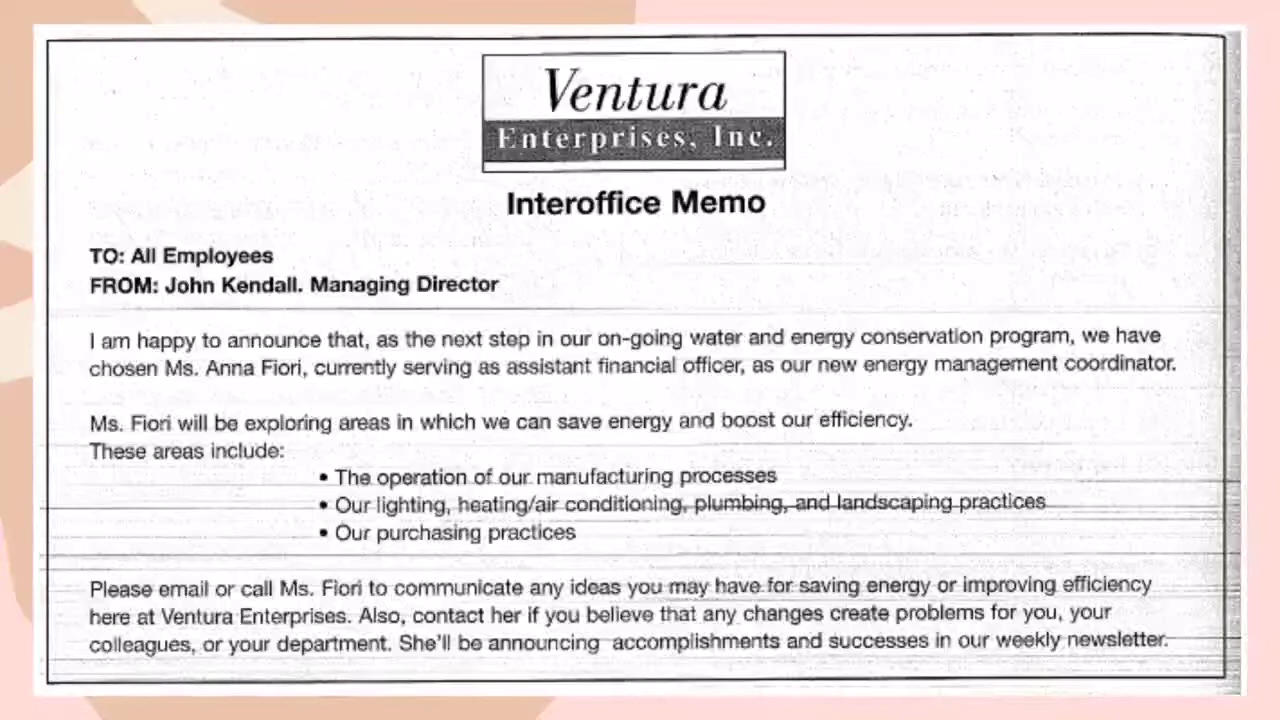 Ventura
Enterprises, Inc.
Interoffice Memo
TO: All Employees
FROM: John Kendall. Managing Director
I am happy to announce that, as the next step in our on-going water and energy conservation program, we have
chosen Ms. Anna Fiori, currently serving as assistant financial officer, as our new energy management coordinator.
Ms. Fiori will be exploring areas in which we can save energy and boost our efficiency.
These areas include:
• The operation of our manufacturing processes
• Our lighting, heating/air conditioning, plumbing, and landscaping practices
• Our purchasing practices
Please email or call Ms. Fiori to communicate any ideas you may have for saving energy or improving efficiency
here at Ventura Enterprises. Also, contact her if you believe that any changes create problems for you, your
colleagues, or your department. She'll be announcing accomplishments and successes in our weekly newsletter.